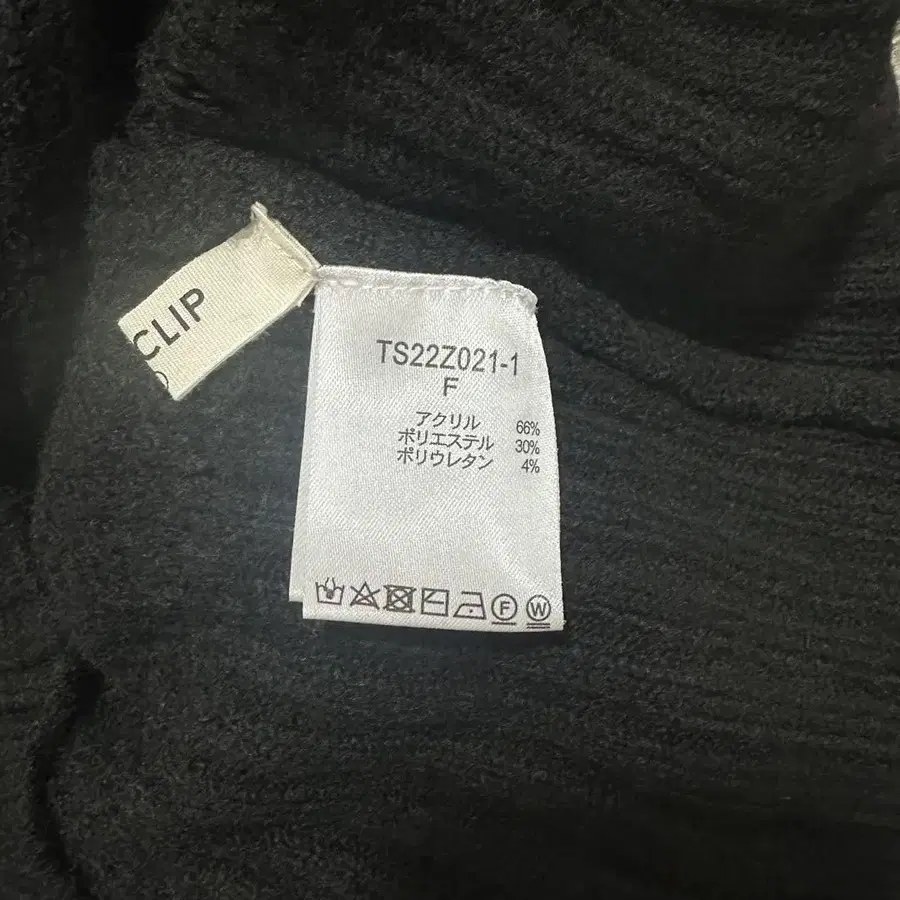 CLIP
TS22Z021-1
F
アクリル 66%
ポリエステル 30%
ポリウレタン 4%
F W